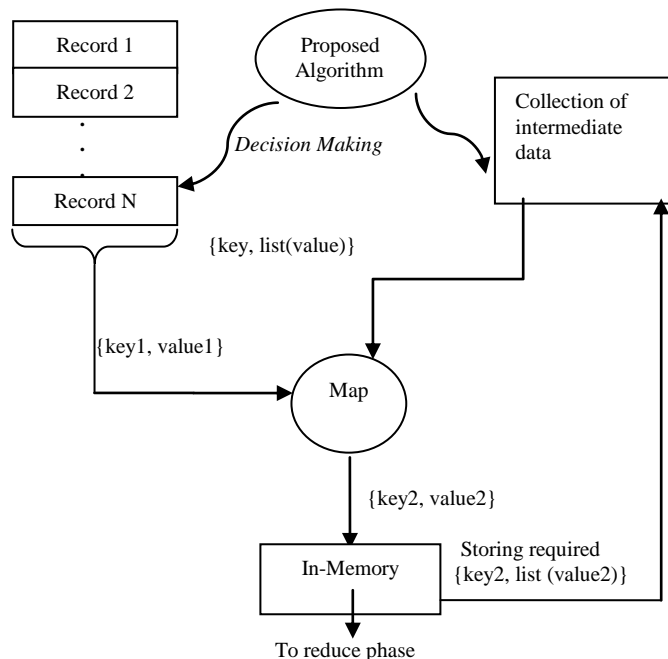 Record 1
Record 2
.
.
.
Record N
Proposed
Algorithm
Decision Making
Collection of
intermediate
data
{key, list(value)}
{key1, value1}
Map
{key2, value2}
In-Memory
Storing required
{key2, list (value2)}
To reduce phase